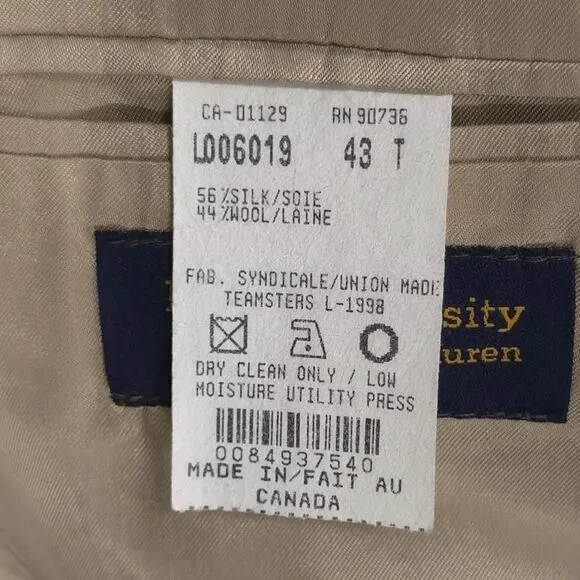 CA-01129 RN 90736
L006019 43 T
56%SILK/SOIE
44%WOOL/LAINE
FAB. SYNDICALE/UNION MADE
TEAMSTERS L-1998
DRY CLEAN ONLY / LOW
MOISTURE UTILITY PRESS
0084937540
MADE IN/FAIT AU
CANADA
sity
uren